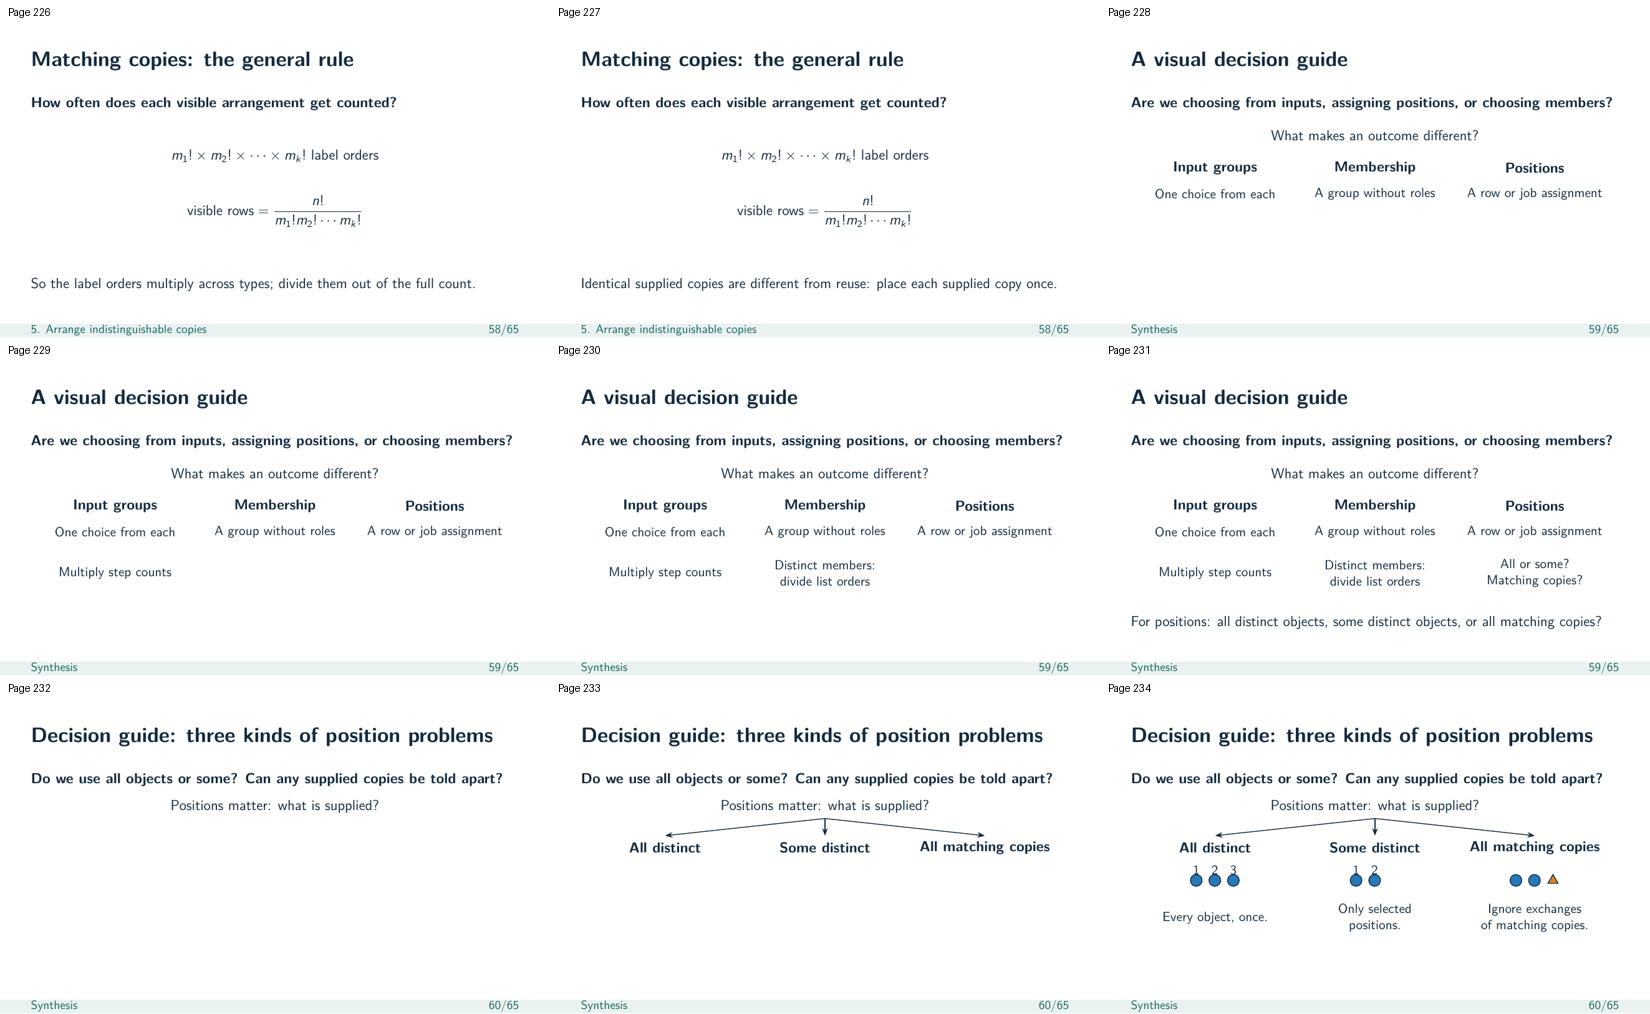 Page 226
Matching copies: the general rule
How often does each visible arrangement get counted?
m₁! × m₂! × ··· × mₖ! label orders
visible rows = n! / m₁!m₂! ··· mₖ!
So the label orders multiply across types; divide them out of the full count.
5. Arrange indistinguishable copies 58/65
Page 227
Matching copies: the general rule
How often does each visible arrangement get counted?
m₁! × m₂! × ··· × mₖ! label orders
visible rows = n! / m₁!m₂! ··· mₖ!
Identical supplied copies are different from reuse: place each supplied copy once.
5. Arrange indistinguishable copies 58/65
Page 228
A visual decision guide
Are we choosing from inputs, assigning positions, or choosing members?
What makes an outcome different?
Input groups Membership Positions
One choice from each A group without roles A row or job assignment
Synthesis 59/65
Page 229
A visual decision guide
Are we choosing from inputs, assigning positions, or choosing members?
What makes an outcome different?
Input groups Membership Positions
One choice from each A group without roles A row or job assignment
Multiply step counts
Synthesis 59/65
Page 230
A visual decision guide
Are we choosing from inputs, assigning positions, or choosing members?
What makes an outcome different?
Input groups Membership Positions
One choice from each A group without roles A row or job assignment
Multiply step counts Distinct members:
divide list orders
Synthesis 59/65
Page 231
A visual decision guide
Are we choosing from inputs, assigning positions, or choosing members?
What makes an outcome different?
Input groups Membership Positions
One choice from each A group without roles A row or job assignment
Multiply step counts Distinct members: All or some?
divide list orders Matching copies?
For positions: all distinct objects, some distinct objects, or all matching copies?
Synthesis 59/65
Page 232
Decision guide: three kinds of position problems
Do we use all objects or some? Can any supplied copies be told apart?
Positions matter: what is supplied?
Synthesis 60/65
Page 233
Decision guide: three kinds of position problems
Do we use all objects or some? Can any supplied copies be told apart?
Positions matter: what is supplied?
All distinct Some distinct All matching copies
Synthesis 60/65
Page 234
Decision guide: three kinds of position problems
Do we use all objects or some? Can any supplied copies be told apart?
Positions matter: what is supplied?
All distinct Some distinct All matching copies
1 2 3 1 2
Every object, once. Only selected Ignore exchanges
positions. of matching copies.
Synthesis 60/65